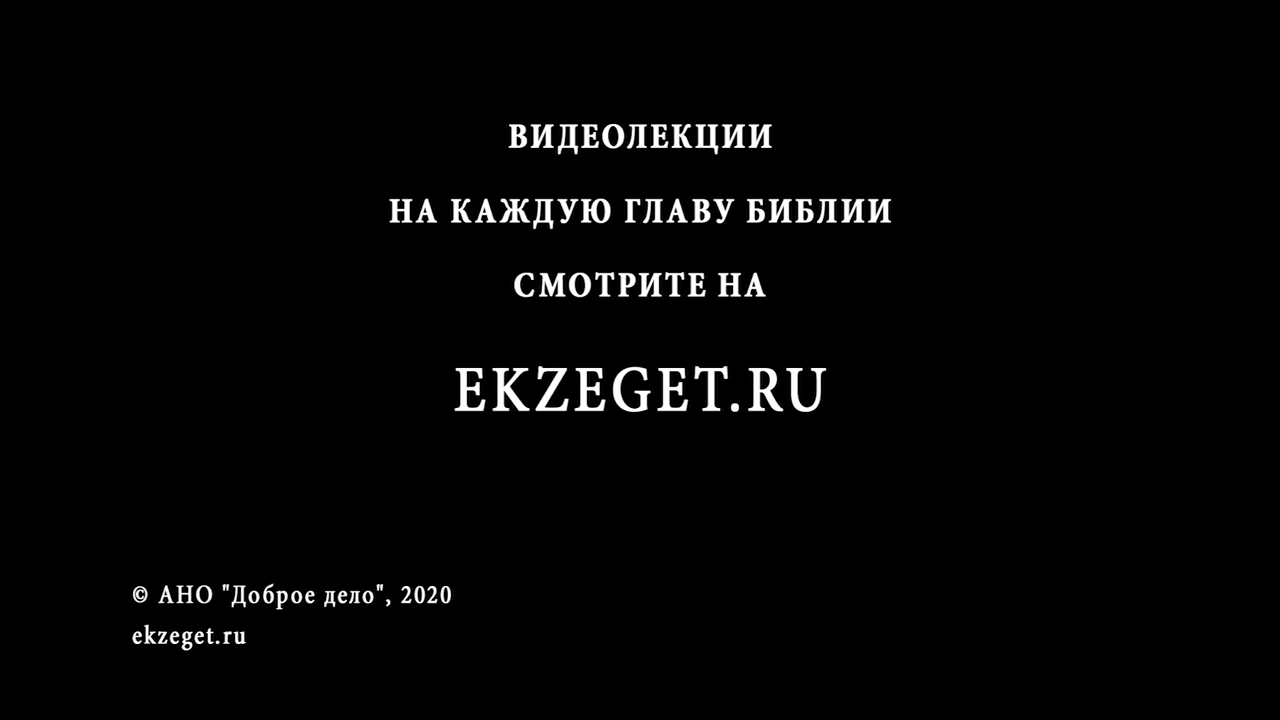 ВИДЕОЛЕКЦИИ
НА КАЖДУЮ ГЛАВУ БИБЛИИ
СМОТРИТЕ НА
EKZEGET.RU
© АНО "Доброе дело", 2020
ekzeget.ru